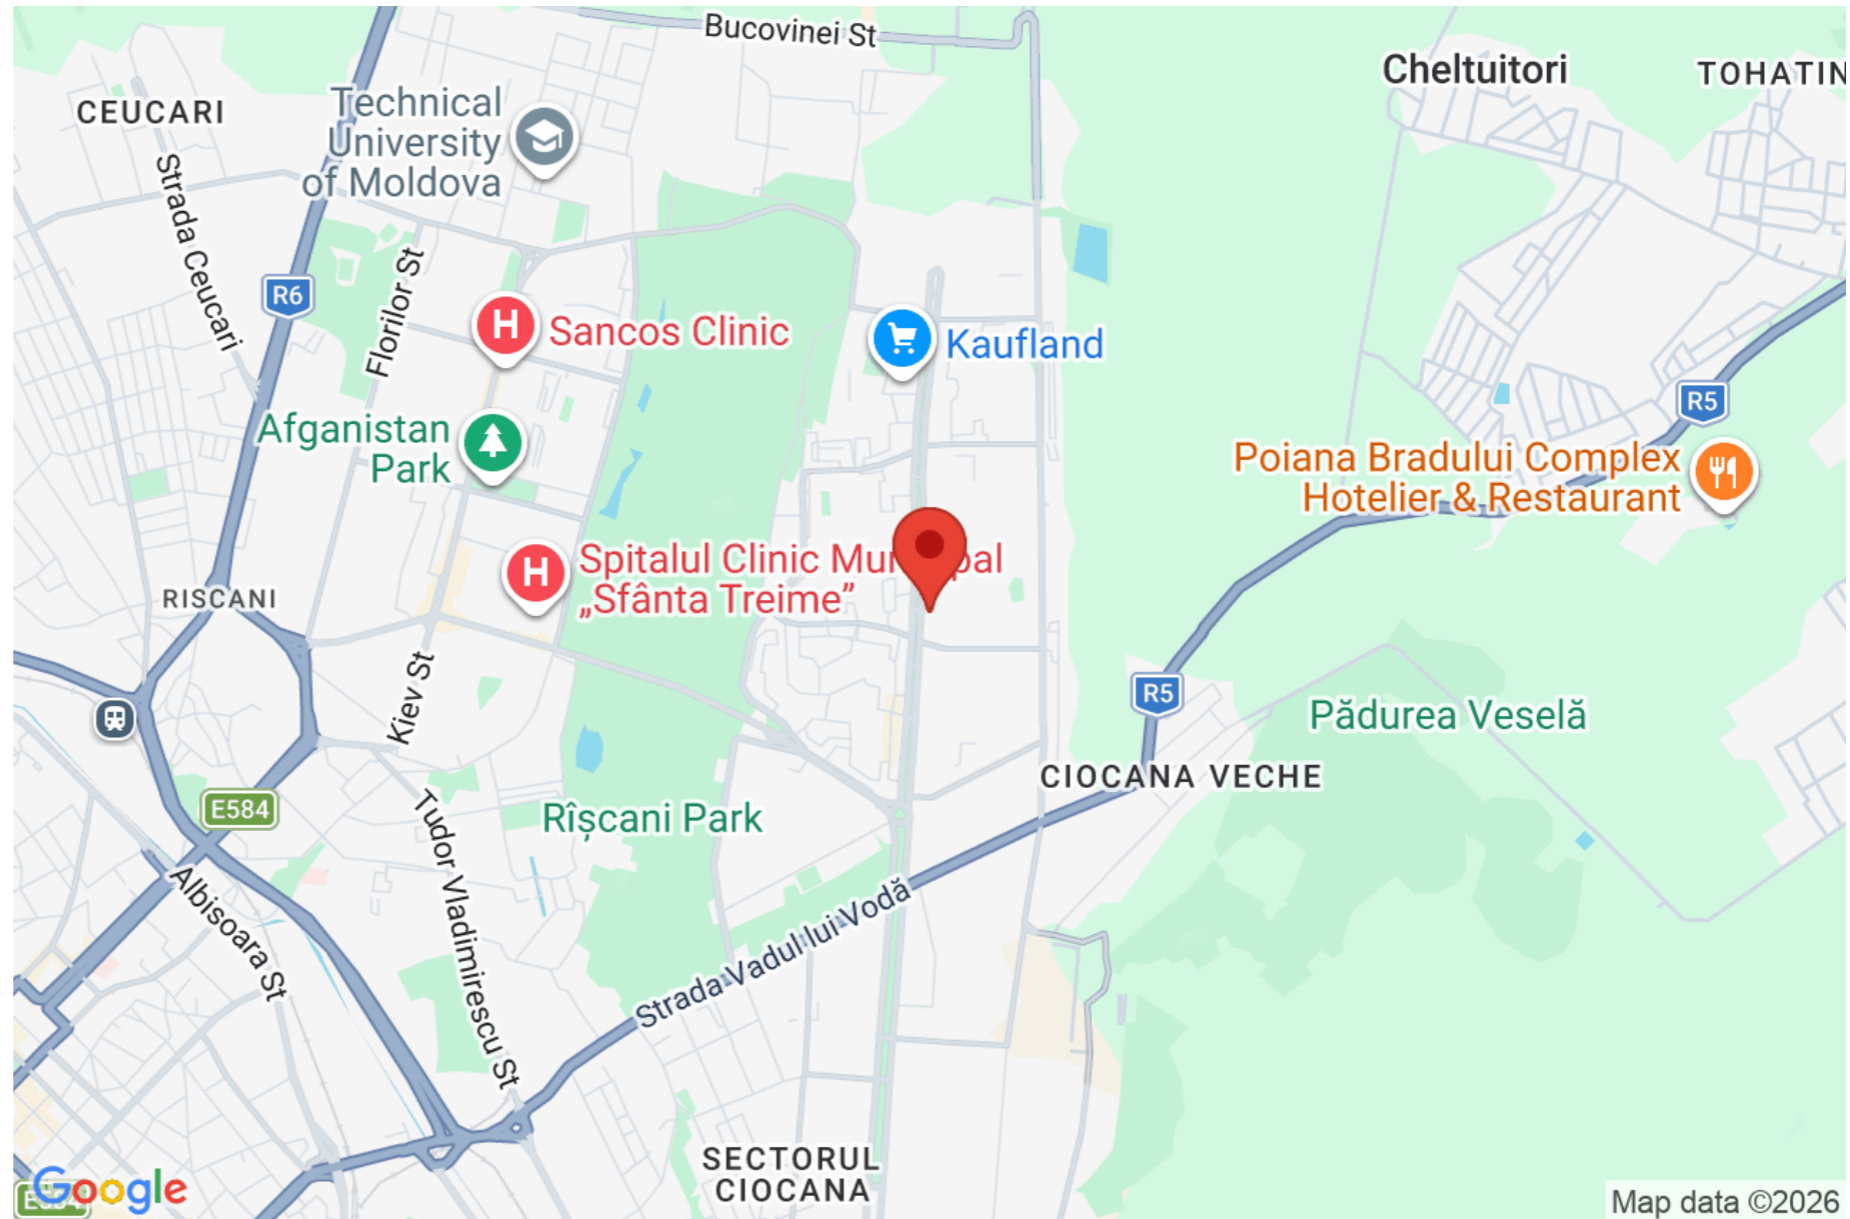 Bucovinei St
Cheltuitori
TOHATIN
CEUCARI
Technical
University
of Moldova
Strada Ceucari
Florilor St
R6
H
Sancos Clinic
Kaufland
R5
Afganistan
Park
Poiana Bradului Complex
Hotelier & Restaurant
H
Spitalul Clinic Mun
pal
„Sfânta Treime”
RISCANI
Kiev St
R5
Pădurea Veselă
CIOCANA VECHE
E584
Rîșcani Park
Tudor Vladimirescu St
Albisoara St
Strada Vadul lui Vodă
SECTORUL
CIOCANA
Google
Map data ©2026